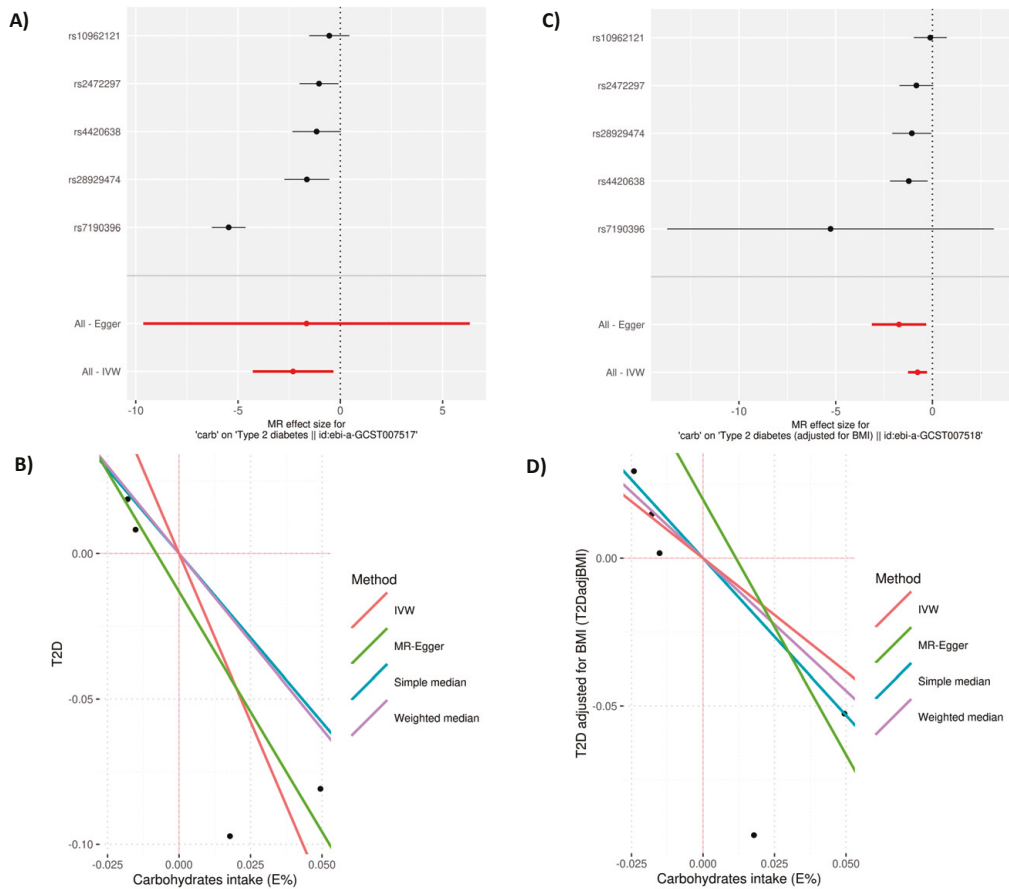 A)
rs10962121
rs2472297
rs4420638
rs28929474
rs7190396
All - Egger
All - IVW
-10
-5
0
5
MR effect size for
'carb' on 'Type 2 diabetes || id:ebi-a-GCST007517'
C)
rs10962121
rs2472297
rs28929474
rs4420638
rs7190396
All - Egger
All - IVW
-10
-5
0
MR effect size for
'carb' on 'Type 2 diabetes (adjusted for BMI) || id:ebi-a-GCST007518'
B)
T2D
0.00
-0.05
-0.10
-0.025
0.000
0.025
0.050
Carbohydrates intake (E%)
Method
IVW
MR-Egger
Simple median
Weighted median
D)
T2D adjusted for BMI (T2DadjBMI)
0.00
-0.05
-0.025
0.000
0.025
0.050
Carbohydrates intake (E%)
Method
IVW
MR-Egger
Simple median
Weighted median